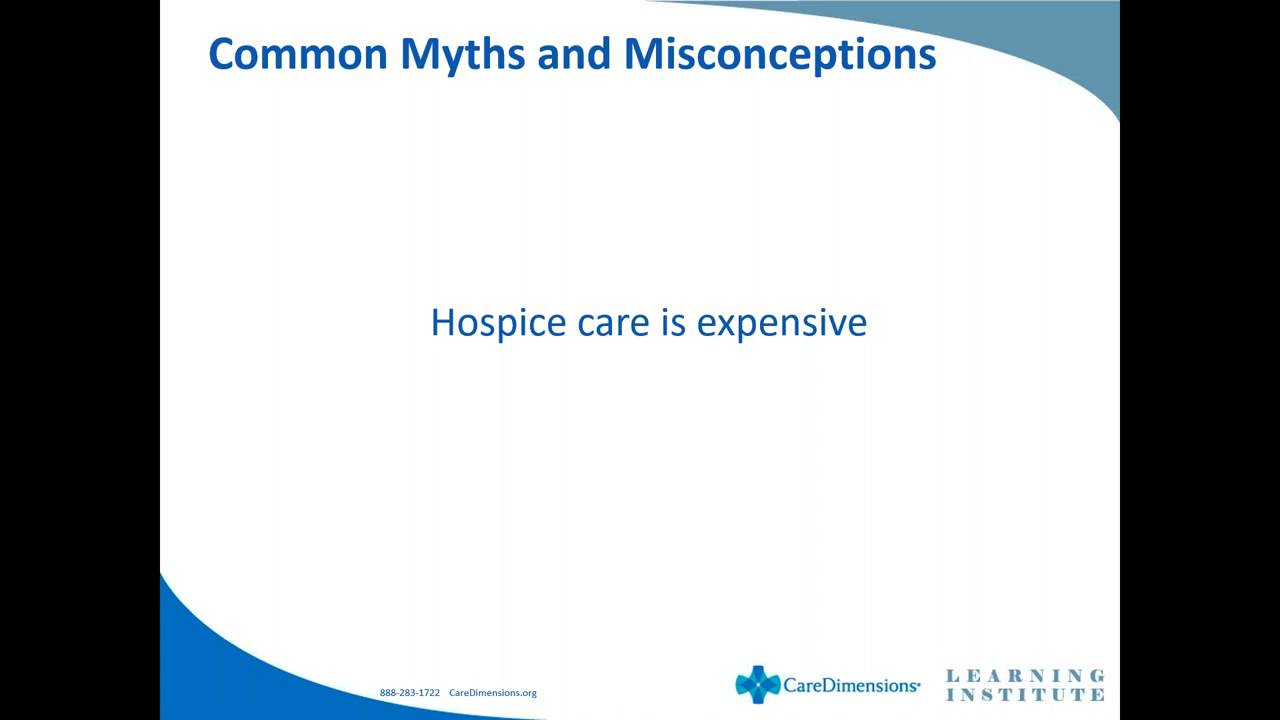 Common Myths and Misconceptions
Hospice care is expensive
888-283-1722 CareDimensions.org
CareDimensions
LEARNING
INSTITUTE